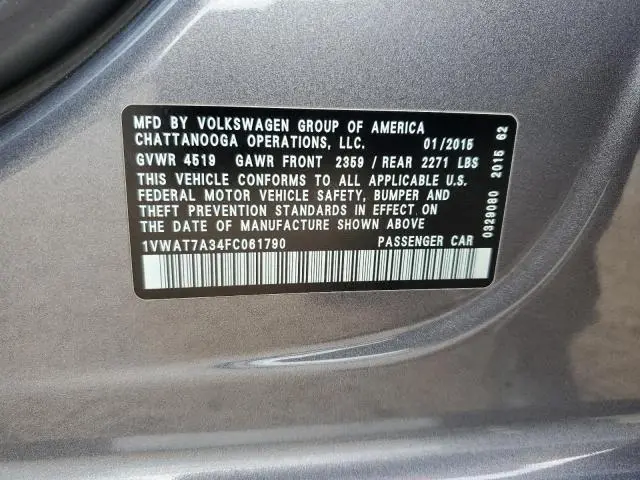 MFD BY VOLKSWAGEN GROUP OF AMERICA
CHATTANOOGA OPERATIONS, LLC. 01/2015
GVWR 4519 GAWR FRONT 2359 / REAR 2271 LBS
THIS VEHICLE CONFORMS TO ALL APPLICABLE U.S.
FEDERAL MOTOR VEHICLE SAFETY, BUMPER AND
THEFT PREVENTION STANDARDS IN EFFECT ON
THE DATE OF MANUFACTURE SHOWN ABOVE
1VWAT7A34FC061790 PASSENGER CAR
0329080 2015 62